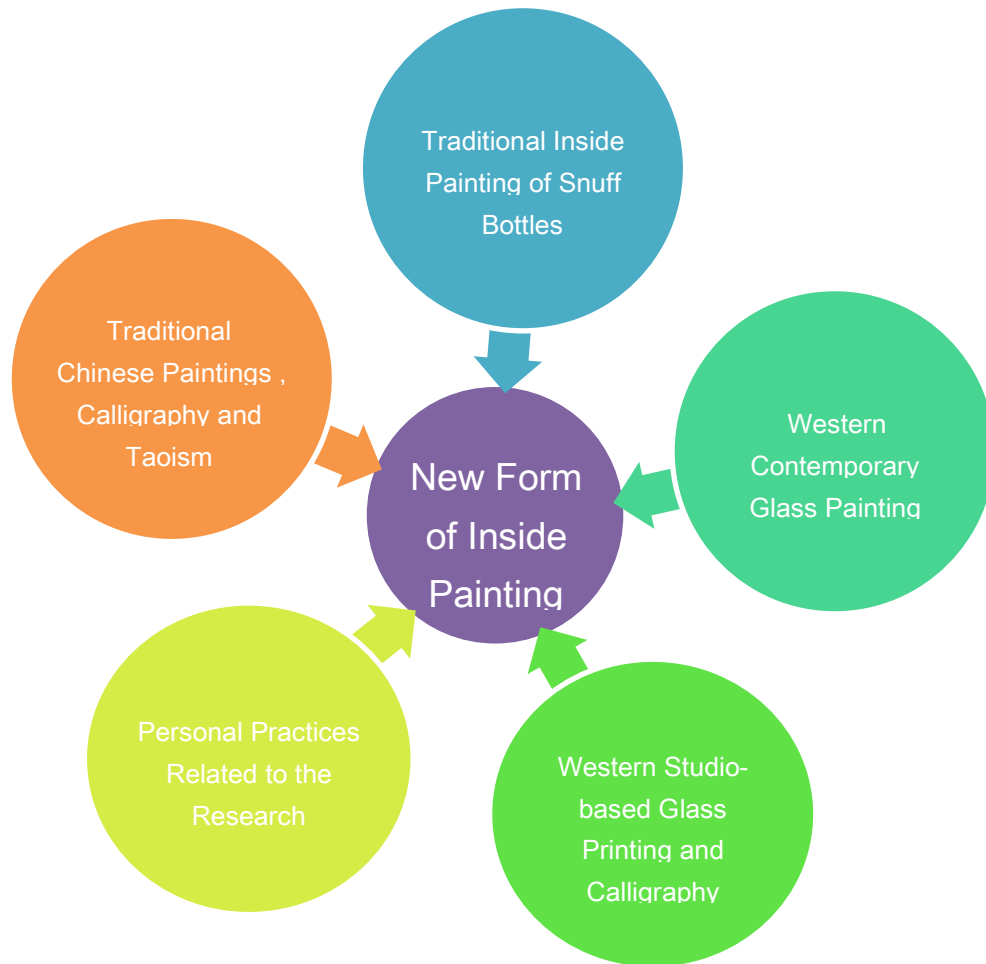 Traditional Inside
Painting of Snuff
Bottles
Traditional
Chinese Paintings ,
Calligraphy and
Taoism
Western
Contemporary
Glass Painting
New Form
of Inside
Painting
Personal Practices
Related to the
Research
Western Studio-
based Glass
Printing and
Calligraphy